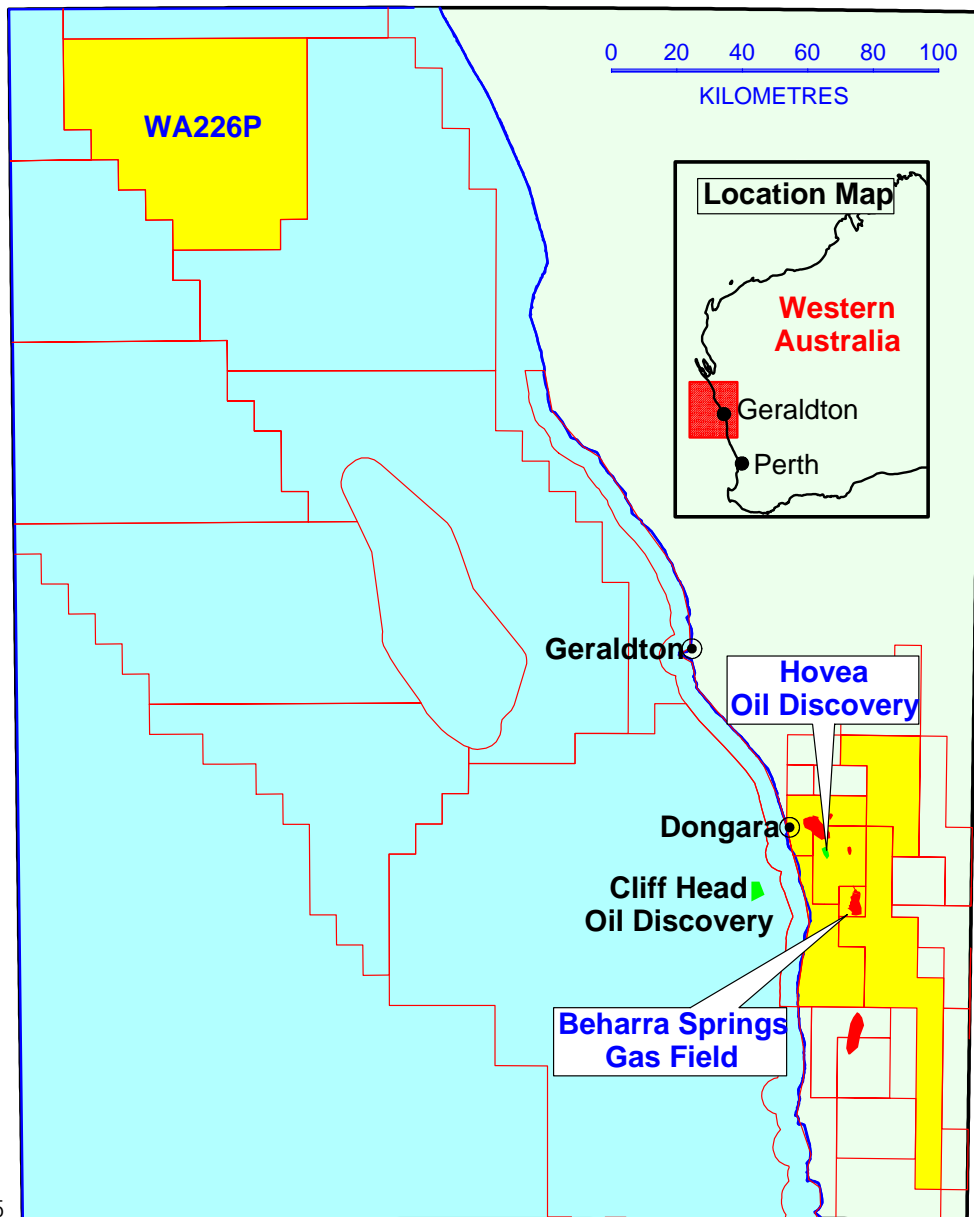 0 20 40 60 80 100
KILOMETRES
WA226P
Location Map
Western
Australia
Geraldton
Perth
Geraldton
Hovea
Oil Discovery
Dongara
Cliff Head
Oil Discovery
Beharra Springs
Gas Field